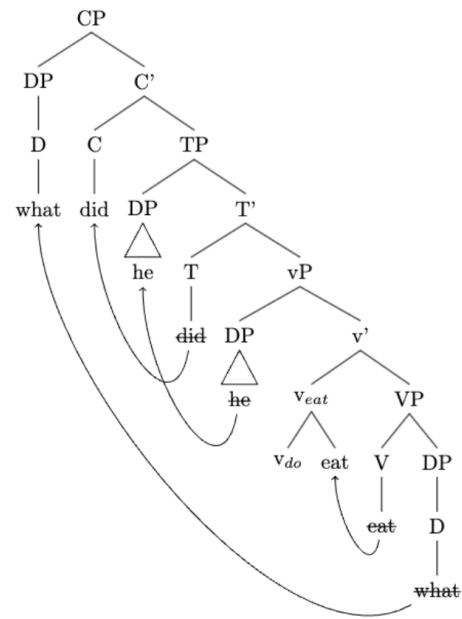 CP
DP C'
D C TP
what did DP T'
he T vP
did DP v'
he v_eat VP
v_do eat V DP
eat D
what